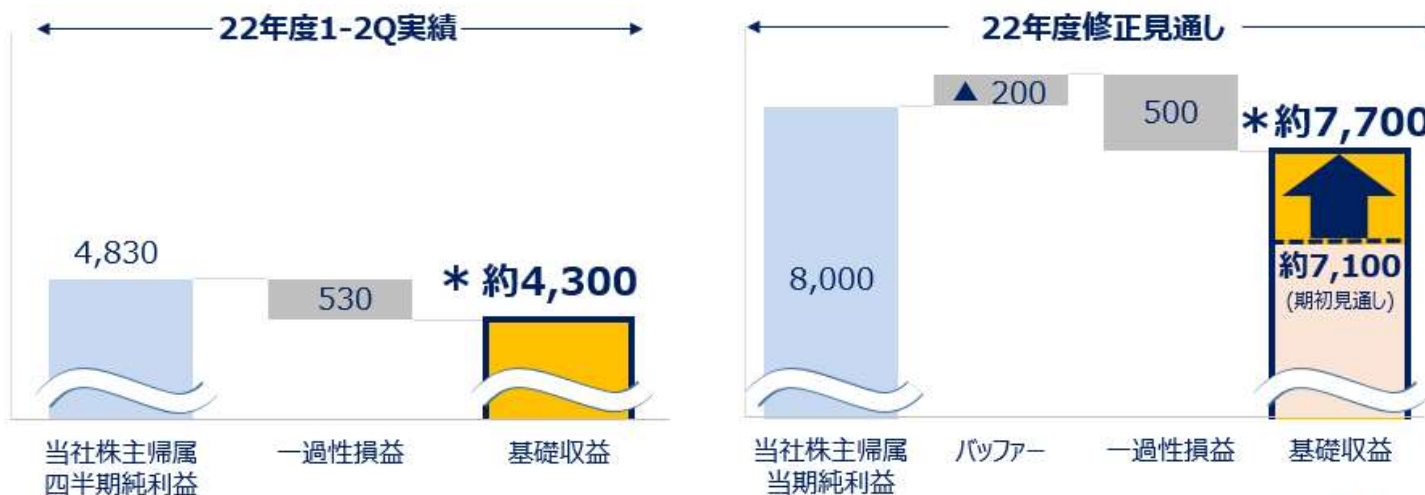 22年度1-2Q実績
4,830
530
＊約4,300
当社株主帰属
四半期純利益
一過性損益
基礎収益
22年度修正見通し
▲ 200
500
＊約7,700
8,000
約7,100
(期初見通し)
当社株主帰属
当期純利益
バッファー
一過性損益
基礎収益